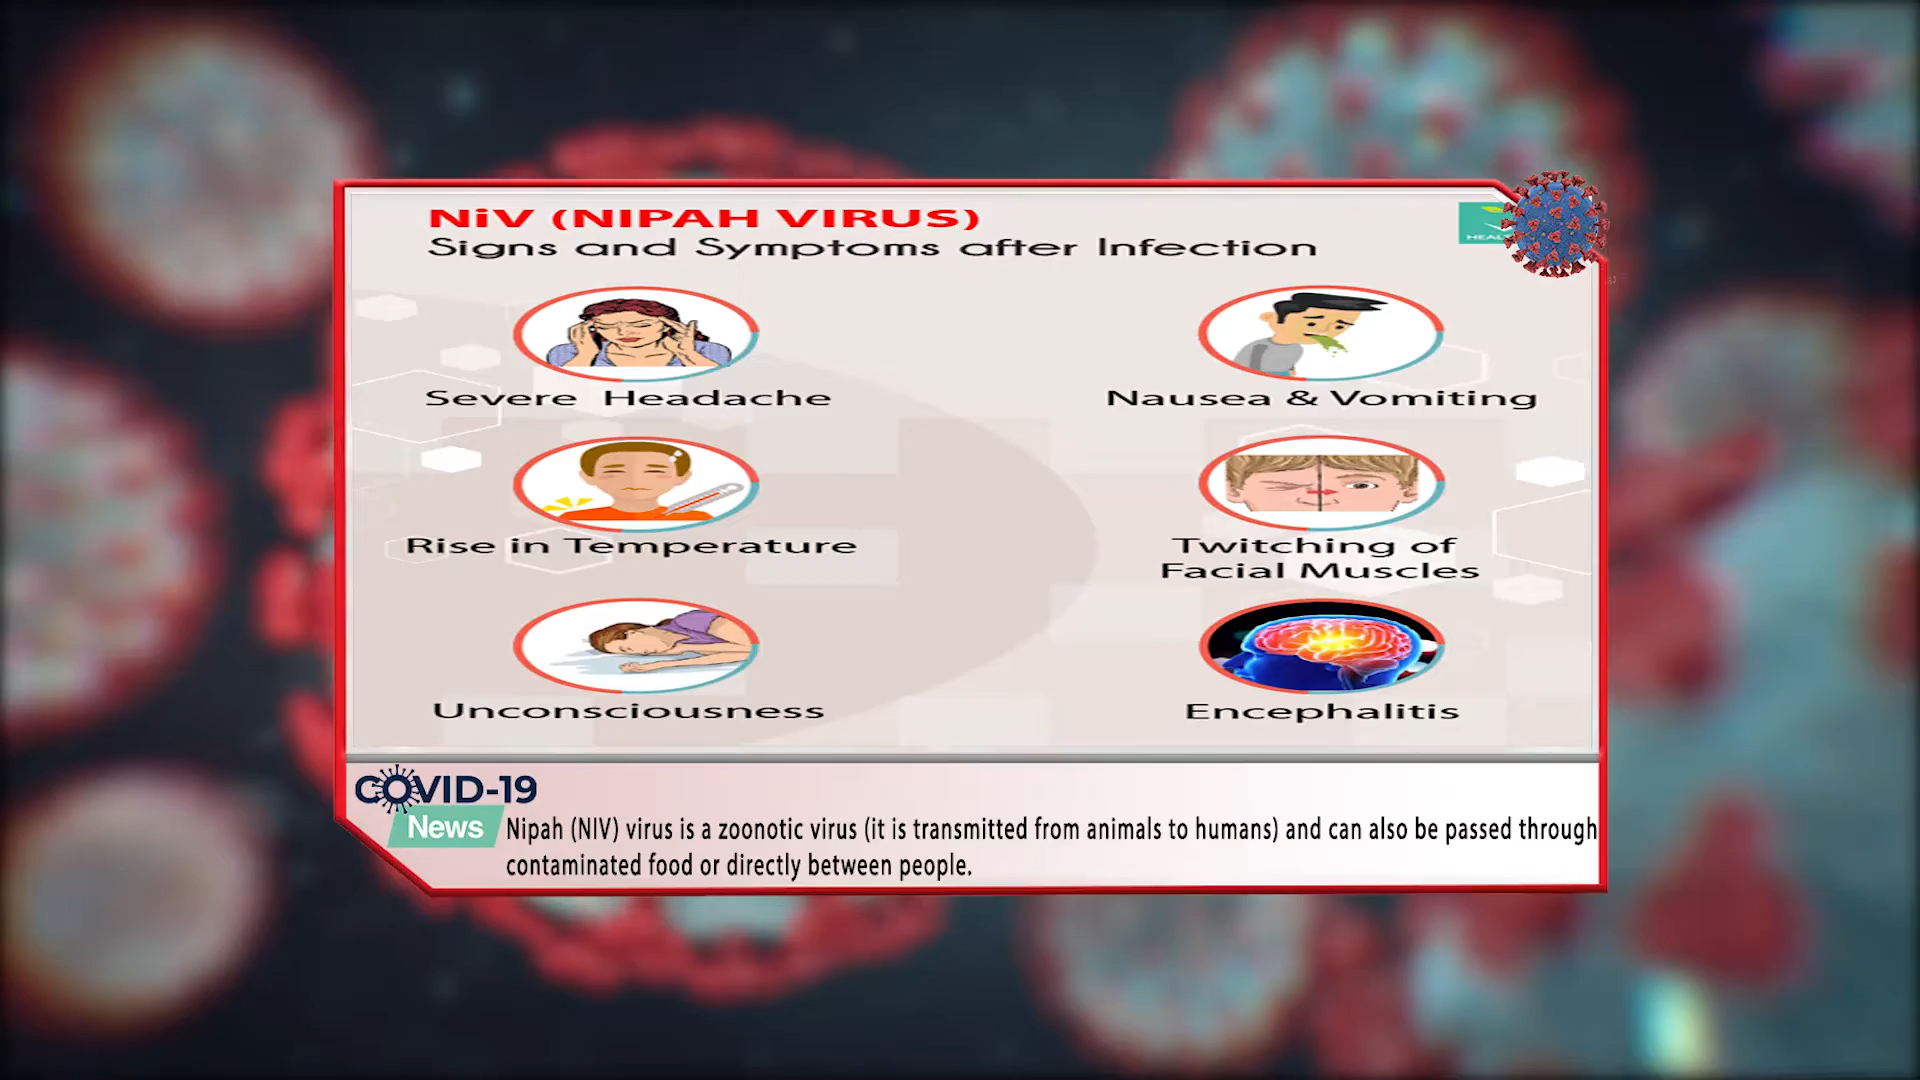 NiV (NIPAH VIRUS)
Signs and Symptoms after Infection
Severe Headache
Nausea & Vomiting
Rise in Temperature
Twitching of
Facial Muscles
Unconsciousness
Encephalitis
COVID-19
News
Nipah (NIV) virus is a zoonotic virus (it is transmitted from animals to humans) and can also be passed through
contaminated food or directly between people.